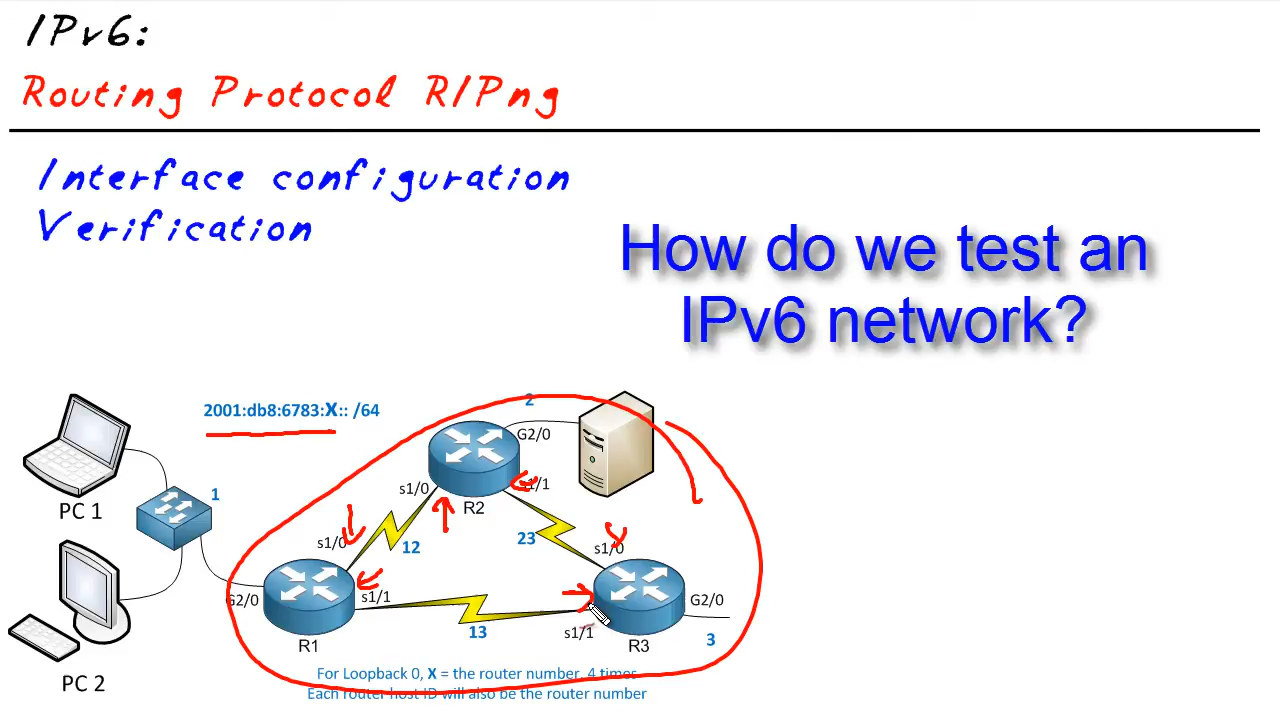 IPv6:
Routing Protocol RIPng
Interface configuration
Verification
How do we test an
IPv6 network?
2001:db8:6783:X:: /64
2
G2/0
PC 1
1
s1/0
s1/1
R2
s1/0
12
23
s1/0
G2/0
s1/1
G2/0
R1
13
s1/1
R3
3
For Loopback 0, X = the router number, 4 times.
Each router host ID will also be the router number
PC 2